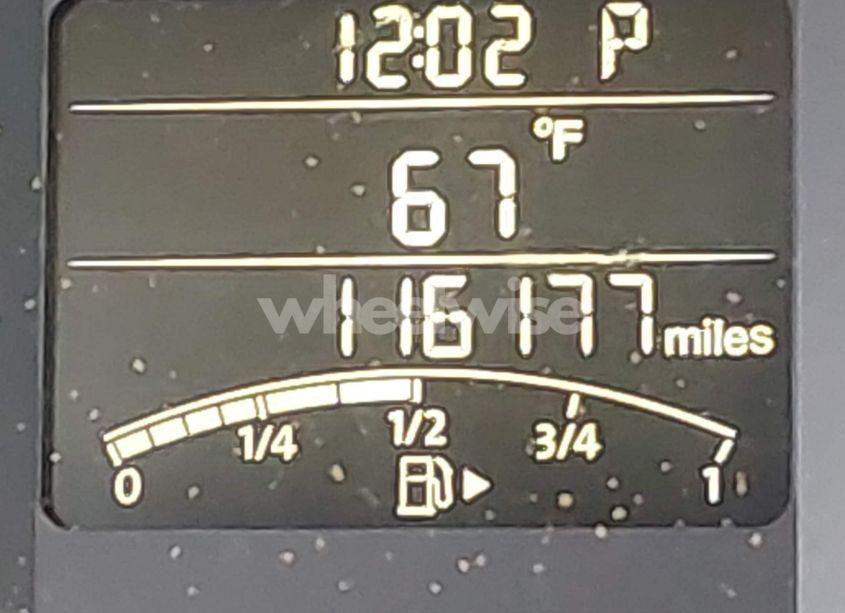 12:02 P
°F
67
116177 miles
wheelwise
1/4 1/2 3/4
0 1